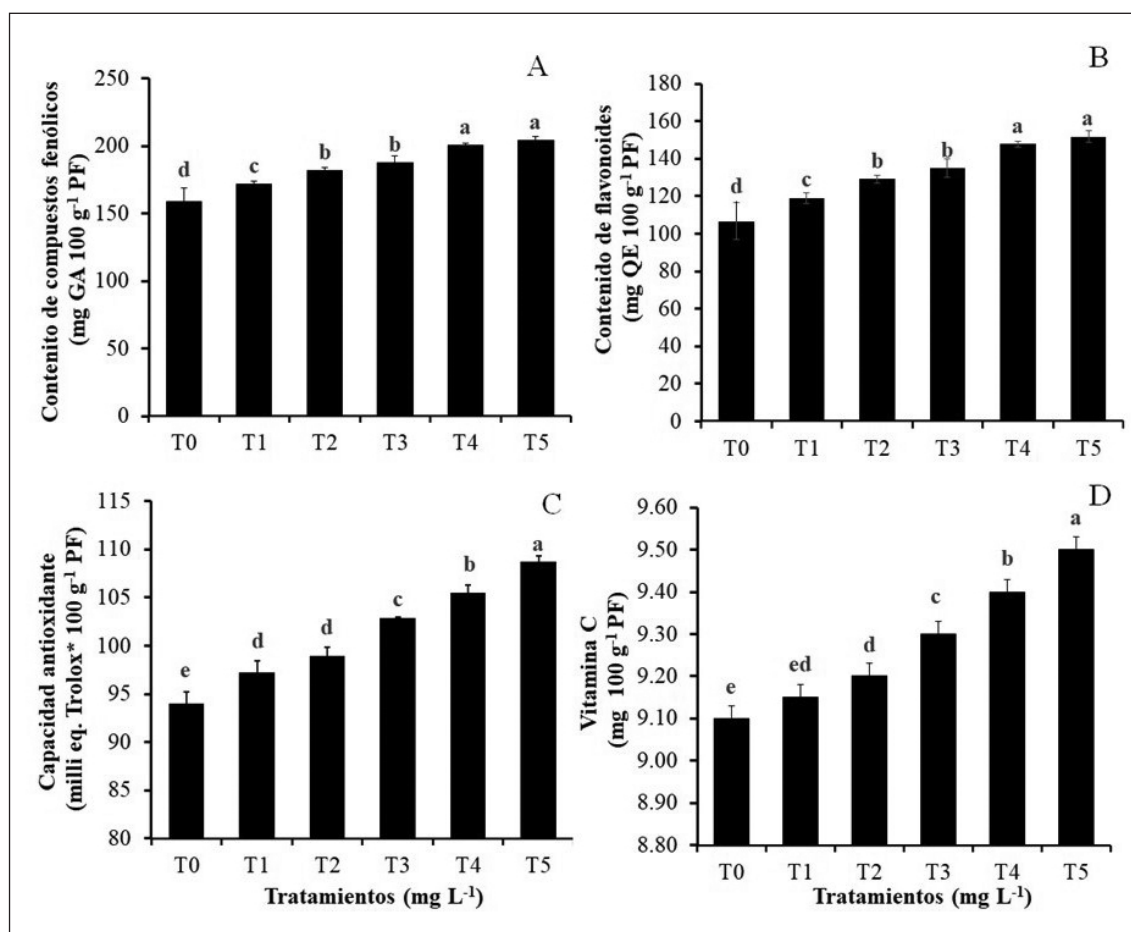 A
Contenito de compuestos fenólicos
(mg GA 100 g-1 PF)
250
200
150
100
50
0
d
c
b
b
a
a
T0 T1 T2 T3 T4 T5
B
Contenido de flavonoides
(mg QE 100 g-1 PF)
180
160
140
120
100
80
60
40
20
0
d
c
b
b
a
a
T0 T1 T2 T3 T4 T5
C
Capacidad antioxidante
(milli eq. Trolox* 100 g-1 PF)
115
110
105
100
95
90
85
80
e
d
d
c
b
a
T0 T1 T2 T3 T4 T5
Tratamientos (mg L-1)
D
Vitamina C
(mg 100 g-1 PF)
9.60
9.50
9.40
9.30
9.20
9.10
9.00
8.90
8.80
e
ed
d
c
b
a
T0 T1 T2 T3 T4 T5
Tratamientos (mg L-1)